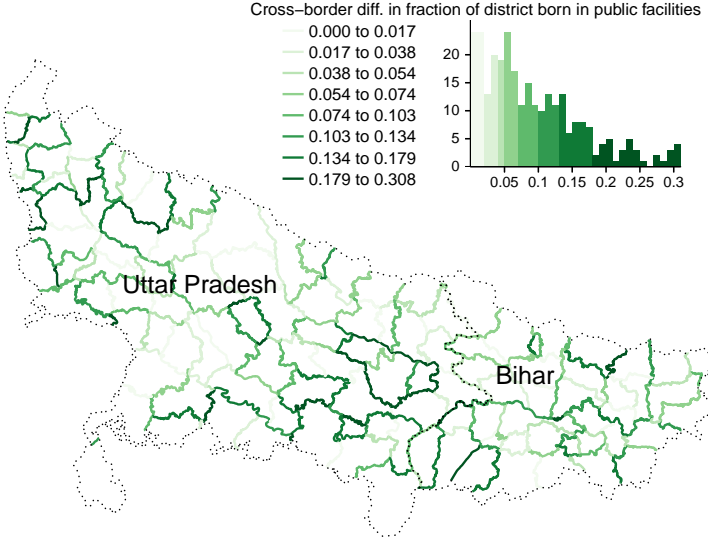 Cross−border diff. in fraction of district born in public facilities
0.000 to 0.017
0.017 to 0.038
0.038 to 0.054
0.054 to 0.074
0.074 to 0.103
0.103 to 0.134
0.134 to 0.179
0.179 to 0.308
20
15
10
5
0
0.05 0.1 0.15 0.2 0.25 0.3
Uttar Pradesh
Bihar